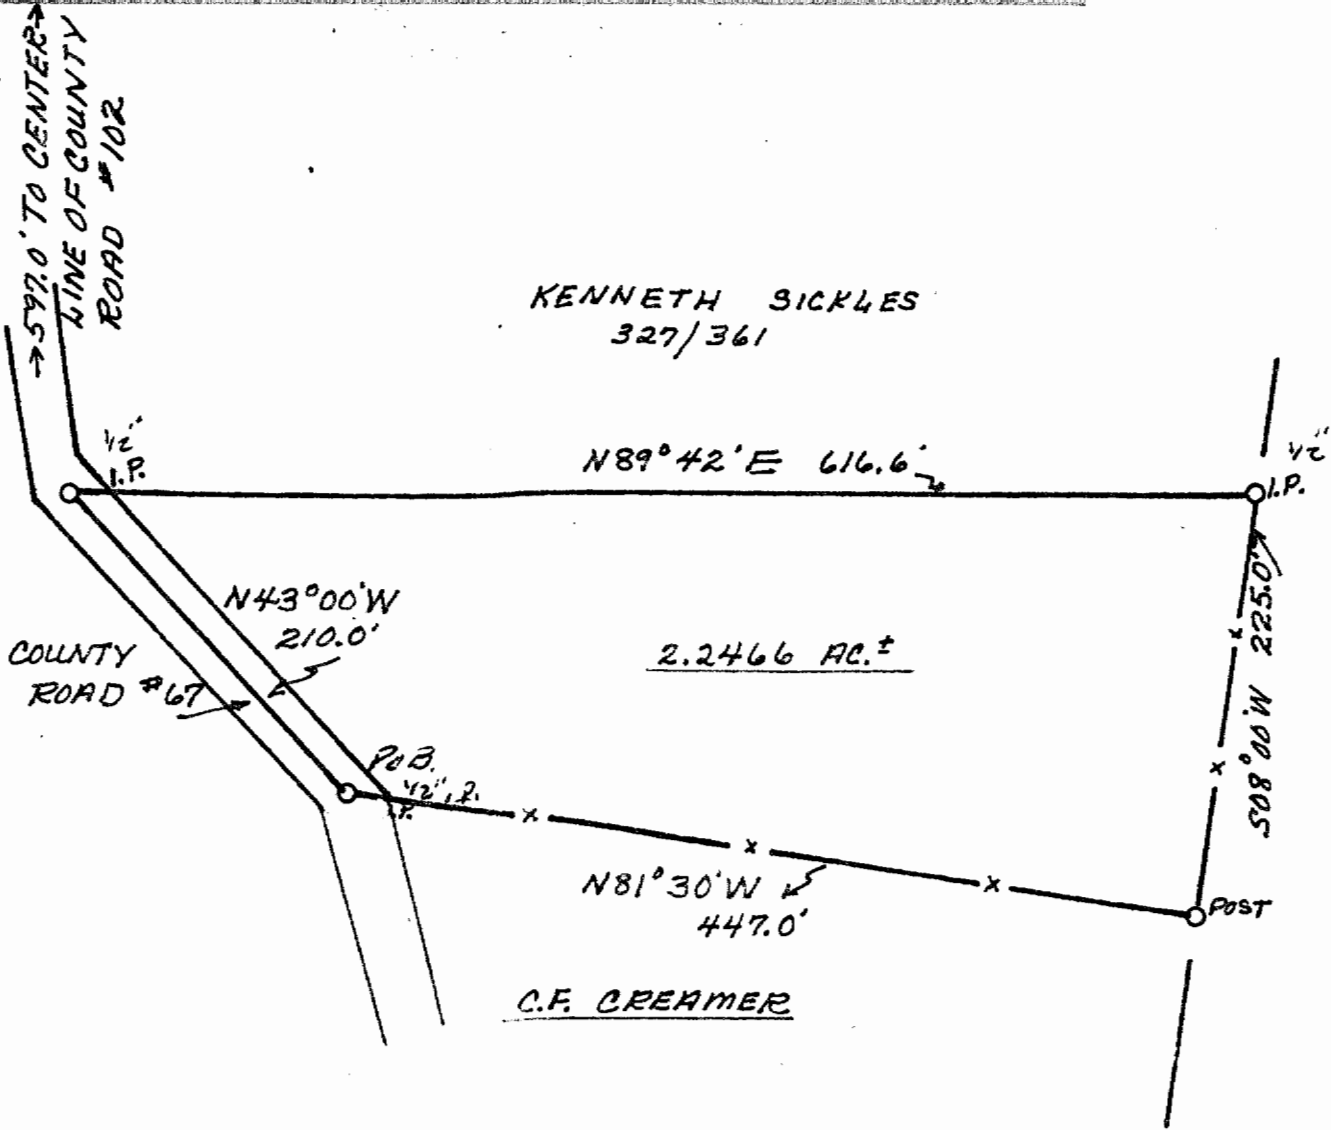 →597.0' TO CENTER→
LINE OF COUNTY
ROAD #102
KENNETH SICKLES
327/361
1/2"
I.P.
N89°42'E 616.6'
1/2"
I.P.
N43°00'W
210.0'
COUNTY
ROAD #67
2.2466 AC.±
S08°00'W 225.0'
P.O.B.
1/2" I.P.
I.P.
N81°30'W
447.0'
POST
C.F. CREAMER